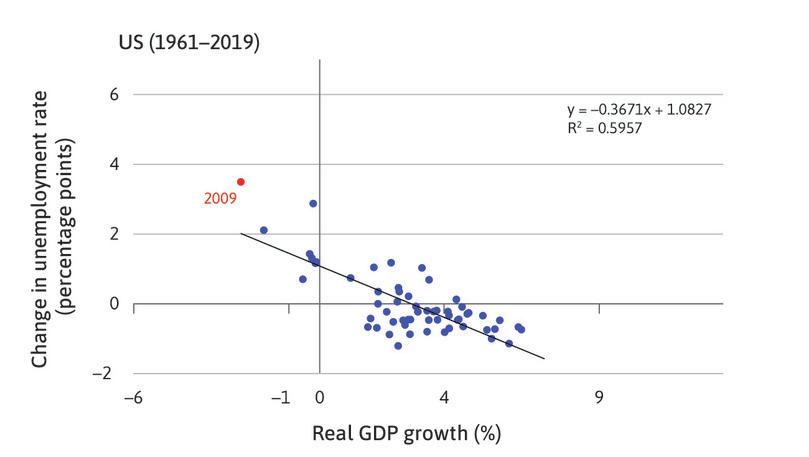 US (1961–2019)
Change in unemployment rate
(percentage points)
6
4
2
0
–2
y = –0.3671x + 1.0827
R² = 0.5957
2009
–6
–1
0
4
9
Real GDP growth (%)